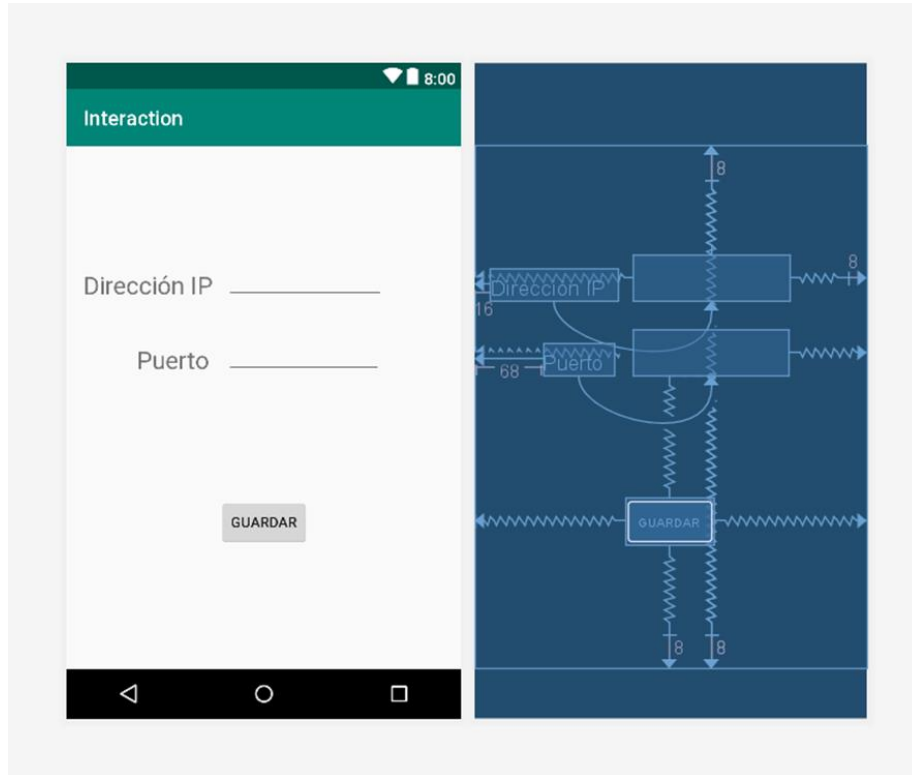 8:00
Interaction
Dirección IP
Puerto
GUARDAR
8
8
Dirección IP
16
Puerto
68
GUARDAR
8
8